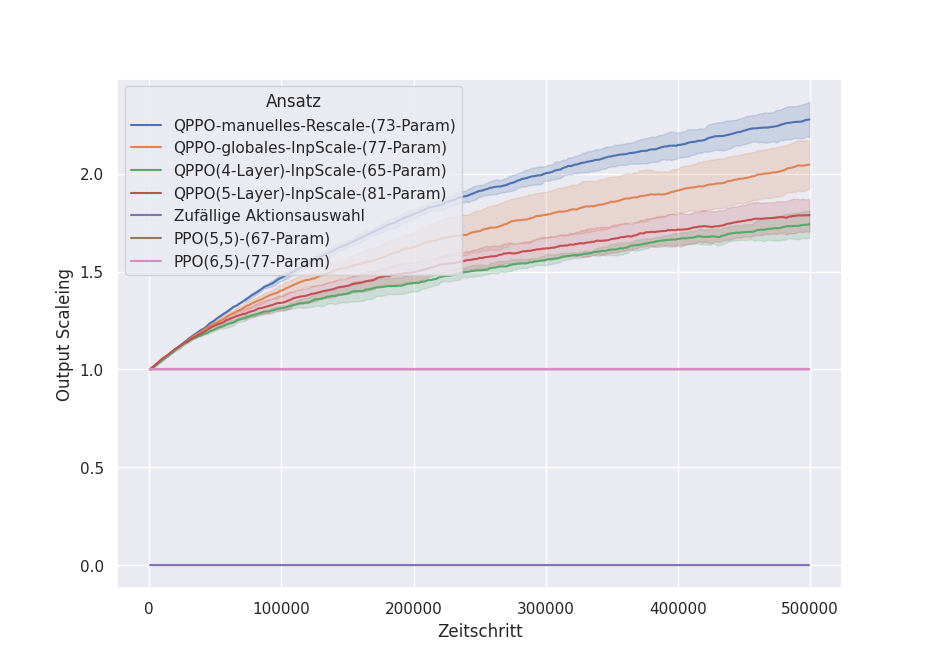 Ansatz
QPPO-manuelles-Rescale-(73-Param)
QPPO-globales-InpScale-(77-Param)
QPPO(4-Layer)-InpScale-(65-Param)
QPPO(5-Layer)-InpScale-(81-Param)
Zufällige Aktionsauswahl
PPO(5,5)-(67-Param)
PPO(6,5)-(77-Param)
Output Scaleing
2.0
1.5
1.0
0.5
0.0
0
100000
200000
300000
400000
500000
Zeitschritt